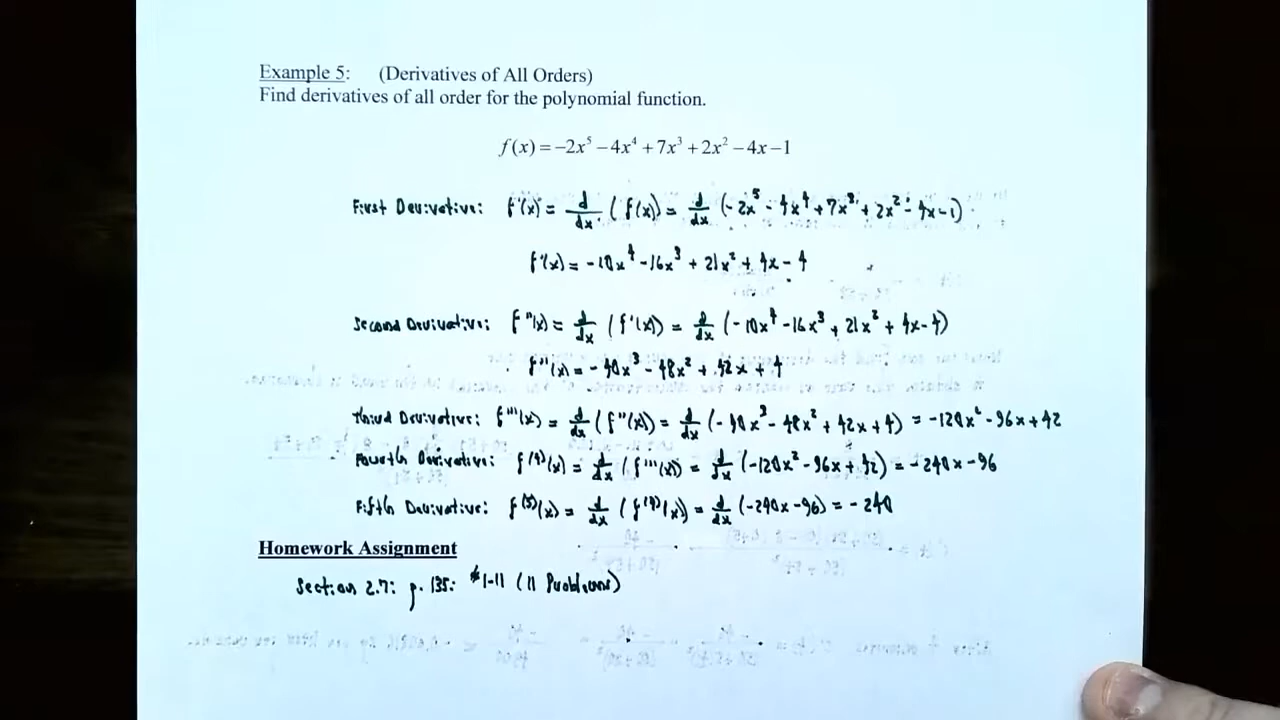 Example 5: (Derivatives of All Orders)
Find derivatives of all order for the polynomial function.
f(x) = −2x⁵ − 4x⁴ + 7x³ + 2x² − 4x − 1
First Derivative: f'(x) = d/dx (f(x)) = d/dx (-2x⁵ - 4x⁴ + 7x³ + 2x² - 4x - 1)
f'(x) = -10x⁴ - 16x³ + 21x² + 4x - 4
Second Derivative: f''(x) = d/dx (f'(x)) = d/dx (-10x⁴ - 16x³ + 21x² + 4x - 4)
f''(x) = -40x³ - 48x² + 42x + 4
Third Derivative: f'''(x) = d/dx (f''(x)) = d/dx (-40x³ - 48x² + 42x + 4) = -120x² - 96x + 42
Fourth Derivative: f⁽⁴⁾(x) = d/dx (f'''(x)) = d/dx (-120x² - 96x + 42) = -240x - 96
Fifth Derivative: f⁽⁵⁾(x) = d/dx (f⁽⁴⁾(x)) = d/dx (-240x - 96) = -240
Homework Assignment
Section 2.7: p. 135: #1-11 (11 Problems)